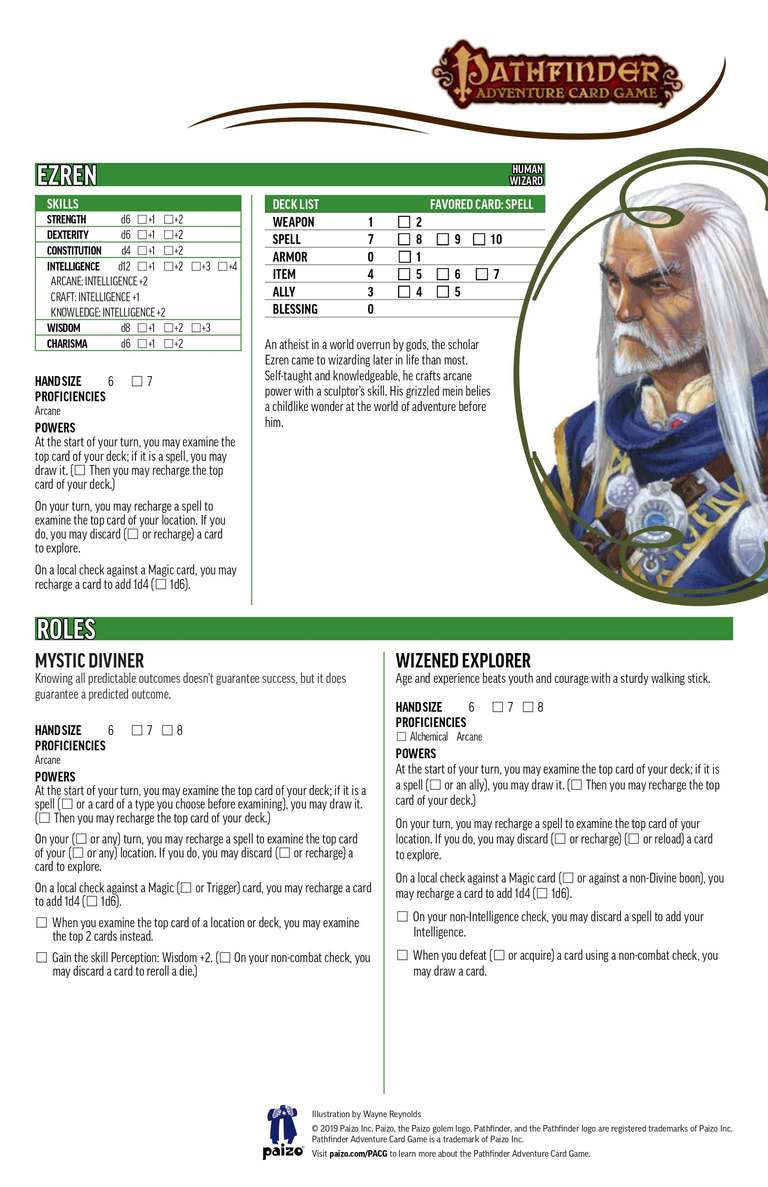 PATHFINDER
ADVENTURE CARD GAME
EZREN
HUMAN
WIZARD
SKILLS
STRENGTH d6 ☐+1 ☐+2
DEXTERITY d6 ☐+1 ☐+2
CONSTITUTION d4 ☐+1 ☐+2
INTELLIGENCE d12 ☐+1 ☐+2 ☐+3 ☐+4
ARCANE: INTELLIGENCE +2
CRAFT: INTELLIGENCE +1
KNOWLEDGE: INTELLIGENCE +2
WISDOM d8 ☐+1 ☐+2 ☐+3
CHARISMA d6 ☐+1 ☐+2
HAND SIZE 6 ☐ 7
PROFICIENCIES
Arcane
POWERS
At the start of your turn, you may examine the
top card of your deck; if it is a spell, you may
draw it. (☐ Then you may recharge the top
card of your deck.)
On your turn, you may recharge a spell to
examine the top card of your location. If you
do, you may discard (☐ or recharge) a card
to explore.
On a local check against a Magic card, you may
recharge a card to add 1d4 (☐ 1d6).
DECK LIST FAVORED CARD: SPELL
WEAPON 1 ☐ 2
SPELL 7 ☐ 8 ☐ 9 ☐ 10
ARMOR 0 ☐ 1
ITEM 4 ☐ 5 ☐ 6 ☐ 7
ALLY 3 ☐ 4 ☐ 5
BLESSING 0
An atheist in a world overrun by gods, the scholar
Ezren came to wizarding later in life than most.
Self-taught and knowledgeable, he crafts arcane
power with a sculptor's skill. His grizzled mein belies
a childlike wonder at the world of adventure before
him.
ROLES
MYSTIC DIVINER
Knowing all predictable outcomes doesn't guarantee success, but it does
guarantee a predicted outcome.
HAND SIZE 6 ☐ 7 ☐ 8
PROFICIENCIES
Arcane
POWERS
At the start of your turn, you may examine the top card of your deck; if it is a
spell (☐ or a card of a type you choose before examining), you may draw it.
(☐ Then you may recharge the top card of your deck.)
On your (☐ or any) turn, you may recharge a spell to examine the top card
of your (☐ or any) location. If you do, you may discard (☐ or recharge) a
card to explore.
On a local check against a Magic (☐ or Trigger) card, you may recharge a card
to add 1d4 (☐ 1d6).
☐ When you examine the top card of a location or deck, you may examine
the top 2 cards instead.
☐ Gain the skill Perception: Wisdom +2. (☐ On your non-combat check, you
may discard a card to reroll a die.)
WIZENED EXPLORER
Age and experience beats youth and courage with a sturdy walking stick.
HAND SIZE 6 ☐ 7 ☐ 8
PROFICIENCIES
☐ Alchemical Arcane
POWERS
At the start of your turn, you may examine the top card of your deck; if it is
a spell (☐ or an ally), you may draw it. (☐ Then you may recharge the top
card of your deck.)
On your turn, you may recharge a spell to examine the top card of your
location. If you do, you may discard (☐ or recharge) (☐ or reload) a card
to explore.
On a local check against a Magic card (☐ or against a non-Divine boon), you
may recharge a card to add 1d4 (☐ 1d6).
☐ On your non-Intelligence check, you may discard a spell to add your
Intelligence.
☐ When you defeat (☐ or acquire) a card using a non-combat check, you
may draw a card.
paizo
Illustration by Wayne Reynolds
© 2019 Paizo Inc. Paizo, the Paizo golem logo, Pathfinder, and the Pathfinder logo are registered trademarks of Paizo Inc.
Pathfinder Adventure Card Game is a trademark of Paizo Inc.
Visit paizo.com/PACG to learn more about the Pathfinder Adventure Card Game.